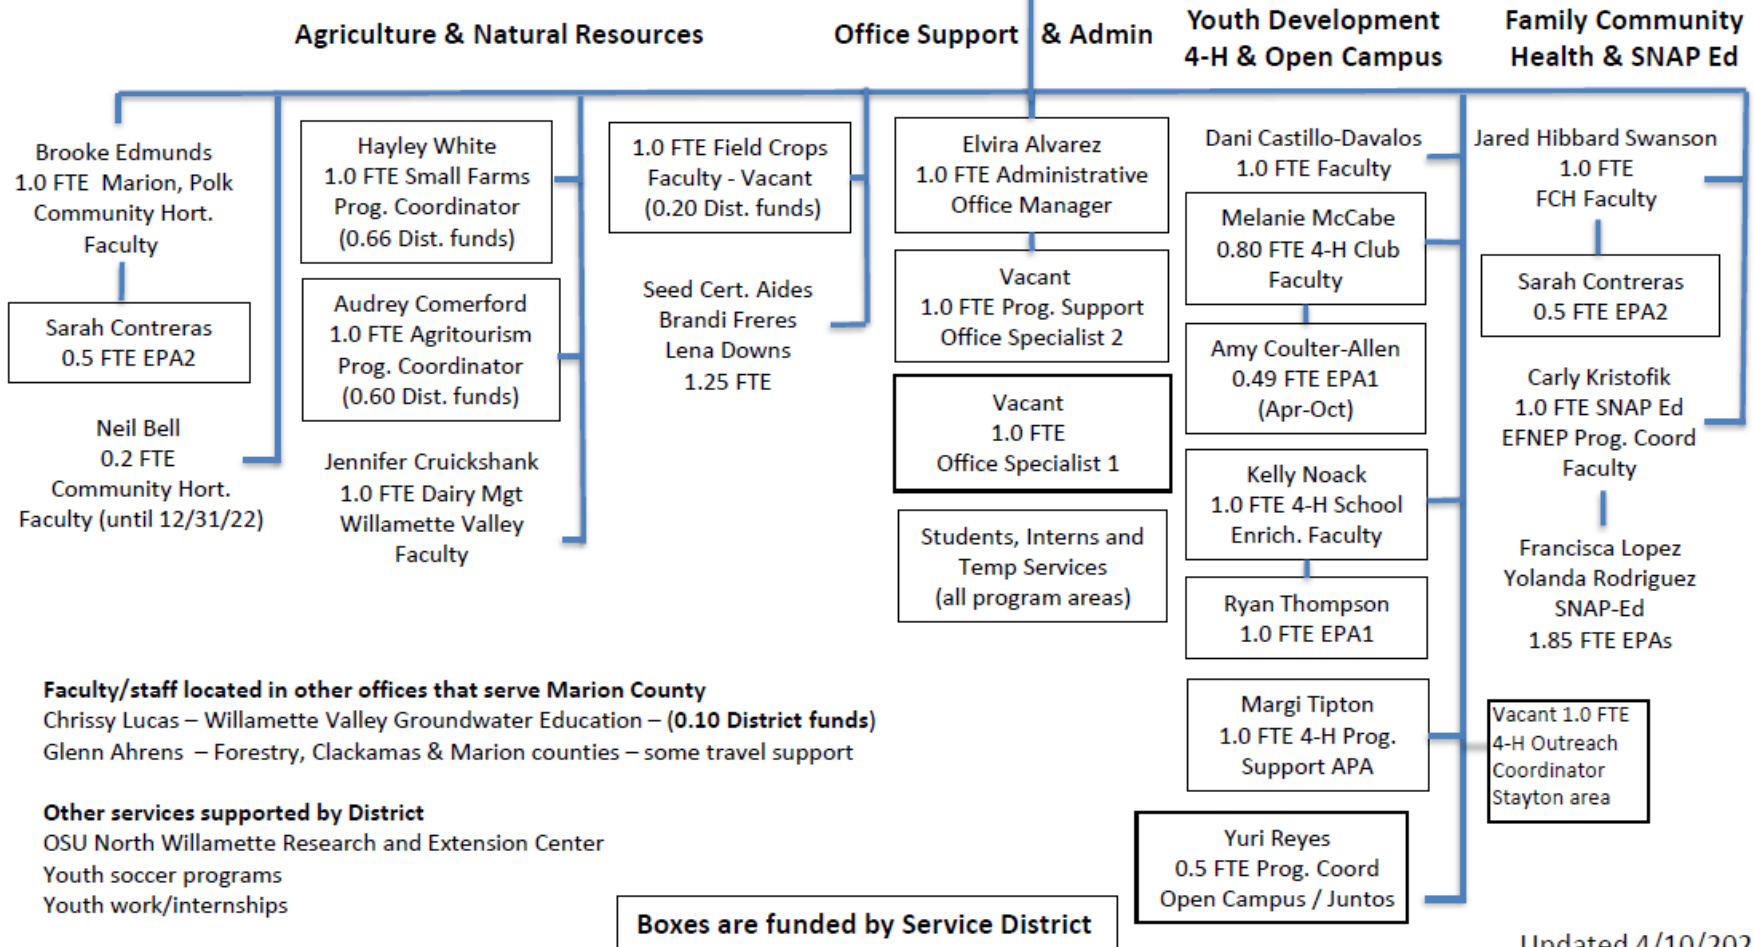 Agriculture & Natural Resources
Office Support & Admin
Youth Development
4-H & Open Campus
Family Community
Health & SNAP Ed
Brooke Edmunds
1.0 FTE Marion, Polk
Community Hort.
Faculty
Sarah Contreras
0.5 FTE EPA2
Neil Bell
0.2 FTE
Community Hort.
Faculty (until 12/31/22)
Hayley White
1.0 FTE Small Farms
Prog. Coordinator
(0.66 Dist. funds)
Audrey Comerford
1.0 FTE Agritourism
Prog. Coordinator
(0.60 Dist. funds)
Jennifer Cruickshank
1.0 FTE Dairy Mgt
Willamette Valley
Faculty
1.0 FTE Field Crops
Faculty - Vacant
(0.20 Dist. funds)
Seed Cert. Aides
Brandi Freres
Lena Downs
1.25 FTE
Elvira Alvarez
1.0 FTE Administrative
Office Manager
Vacant
1.0 FTE Prog. Support
Office Specialist 2
Vacant
1.0 FTE
Office Specialist 1
Students, Interns and
Temp Services
(all program areas)
Dani Castillo-Davalos
1.0 FTE Faculty
Melanie McCabe
0.80 FTE 4-H Club
Faculty
Amy Coulter-Allen
0.49 FTE EPA1
(Apr-Oct)
Kelly Noack
1.0 FTE 4-H School
Enrich. Faculty
Ryan Thompson
1.0 FTE EPA1
Margi Tipton
1.0 FTE 4-H Prog.
Support APA
Yuri Reyes
0.5 FTE Prog. Coord
Open Campus / Juntos
Jared Hibbard Swanson
1.0 FTE
FCH Faculty
Sarah Contreras
0.5 FTE EPA2
Carly Kristofik
1.0 FTE SNAP Ed
EFNEP Prog. Coord
Faculty
Francisca Lopez
Yolanda Rodriguez
SNAP-Ed
1.85 FTE EPAs
Vacant 1.0 FTE
4-H Outreach
Coordinator
Stayton area
Faculty/staff located in other offices that serve Marion County
Chrissy Lucas – Willamette Valley Groundwater Education – (0.10 District funds)
Glenn Ahrens – Forestry, Clackamas & Marion counties – some travel support
Other services supported by District
OSU North Willamette Research and Extension Center
Youth soccer programs
Youth work/internships
Boxes are funded by Service District
Updated 4/10/202